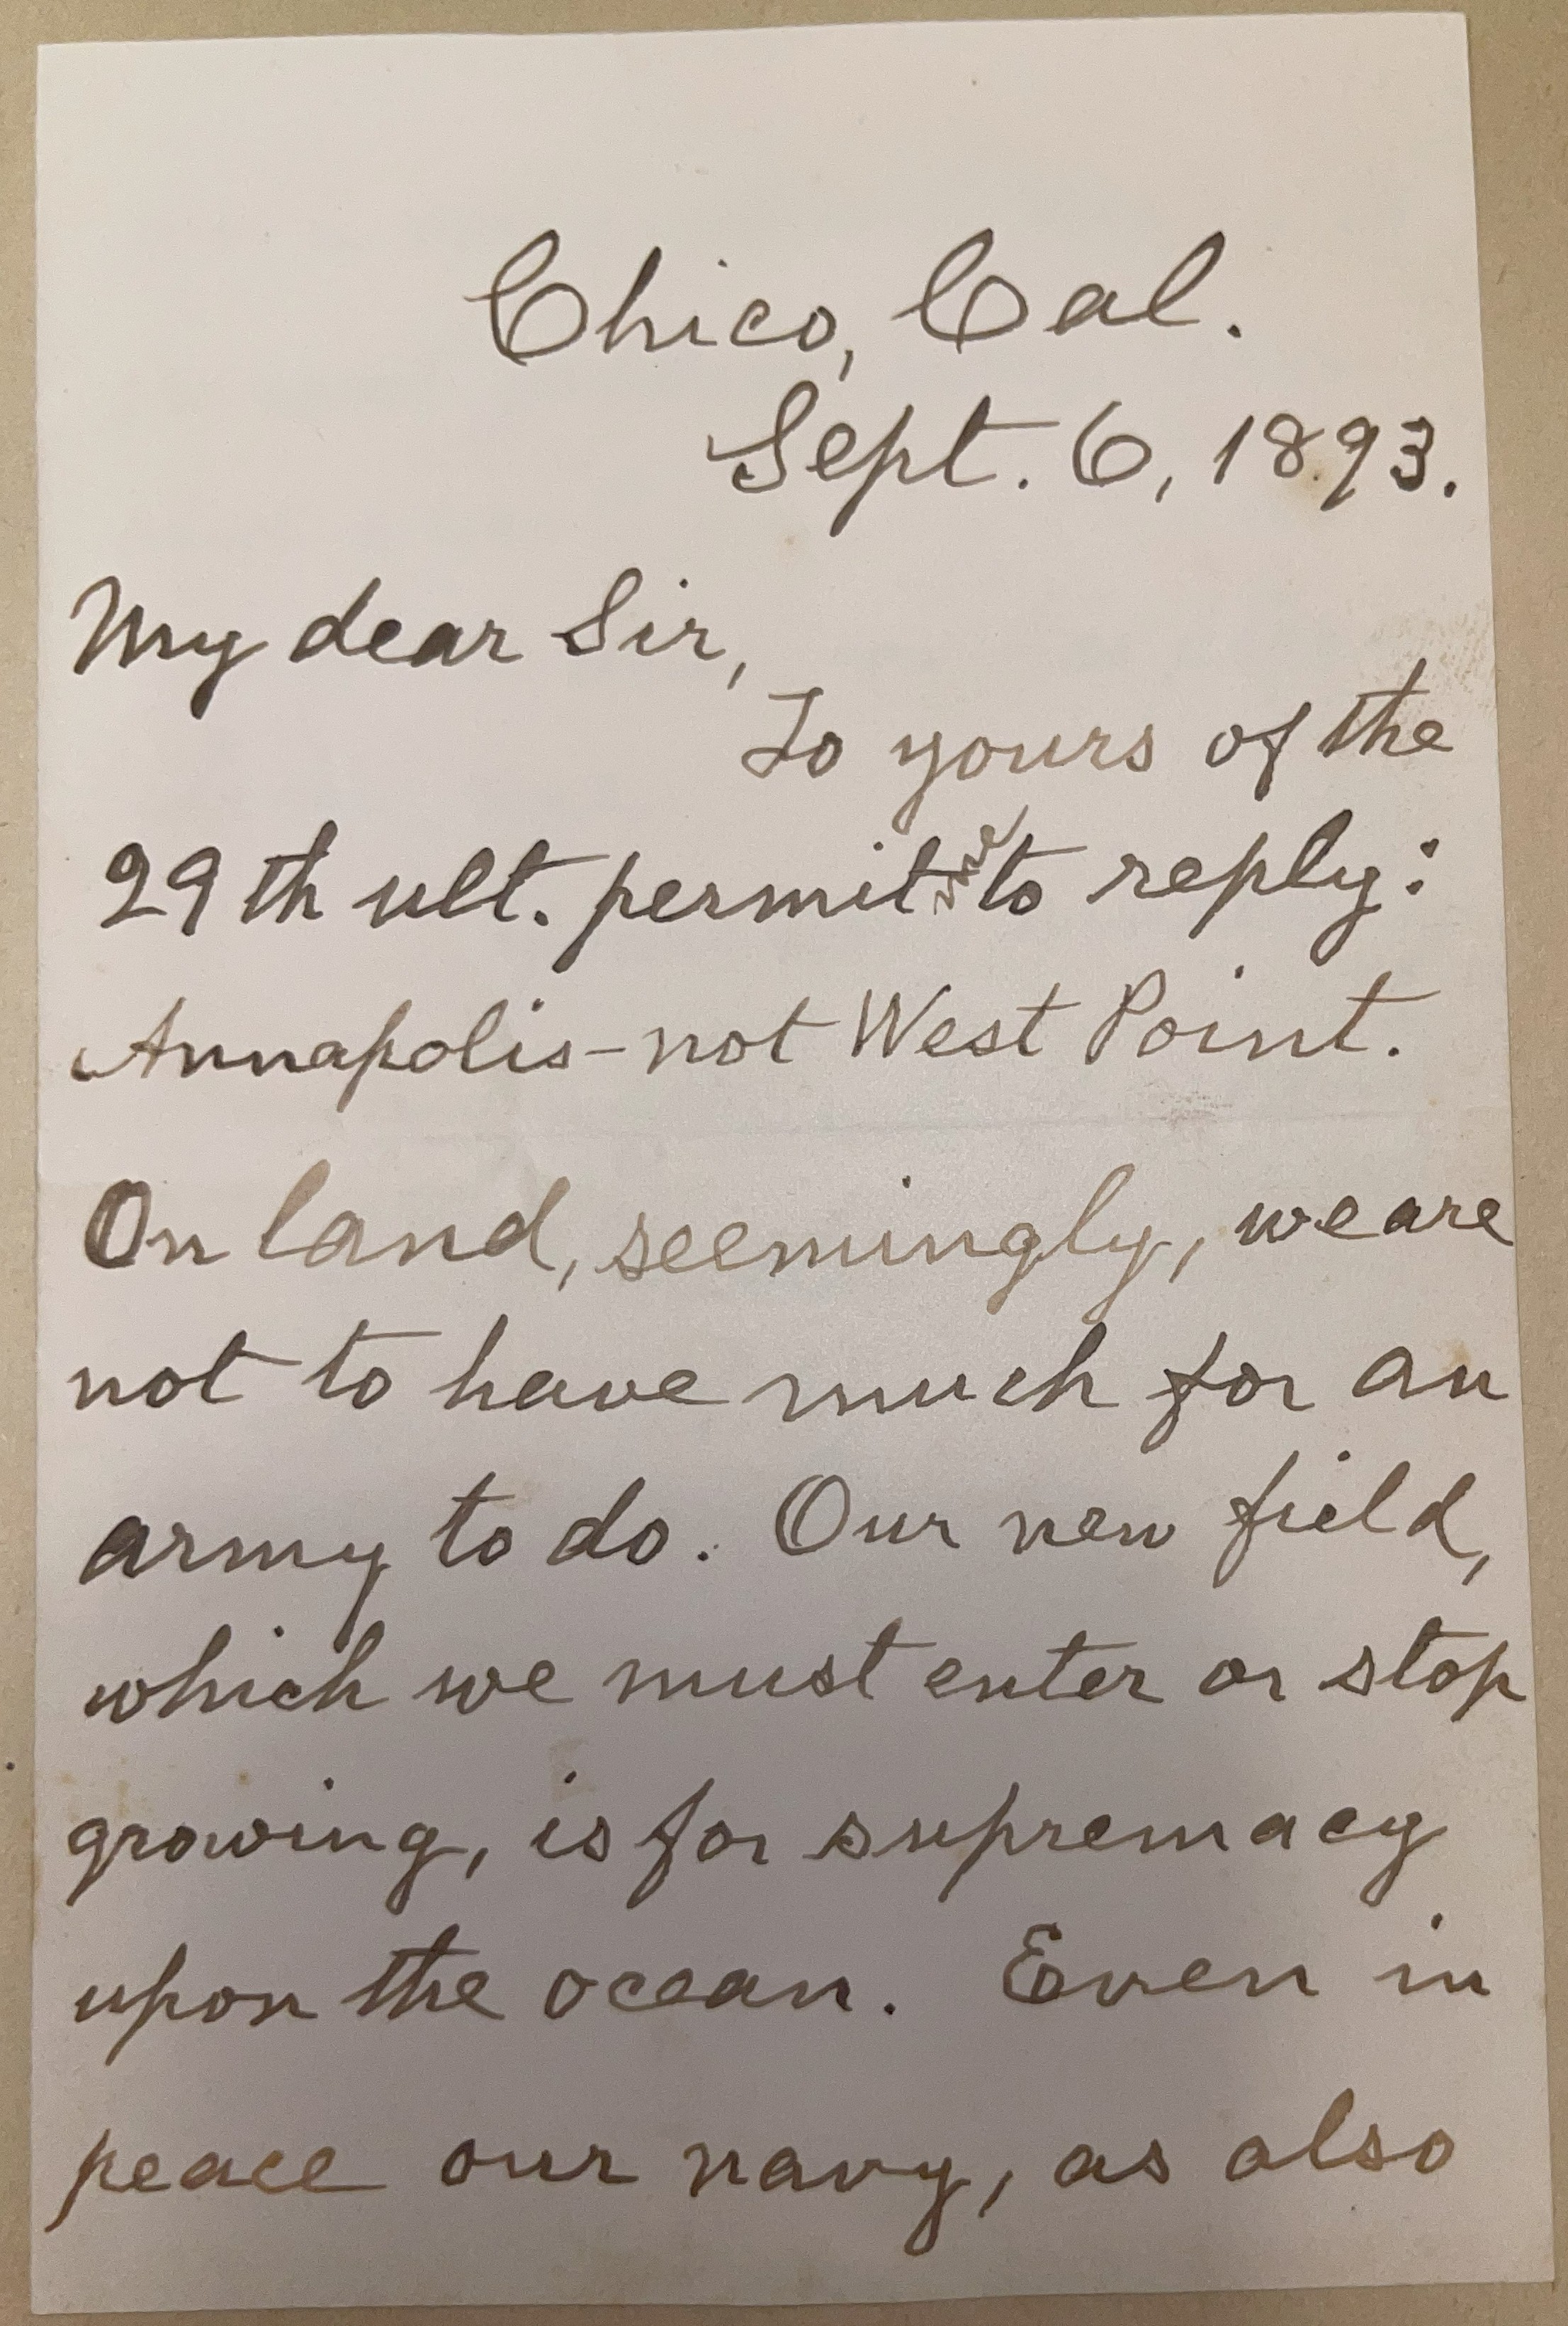 Chico, Cal.
Sept. 6, 1893.
My dear Sir,
To yours of the
29th ult. permit me to reply:
Annapolis - not West Point.
On land, seemingly, we are
not to have much for an
army to do. Our new field,
which we must enter or stop
growing, is for supremacy
upon the ocean. Even in
peace our navy, as also